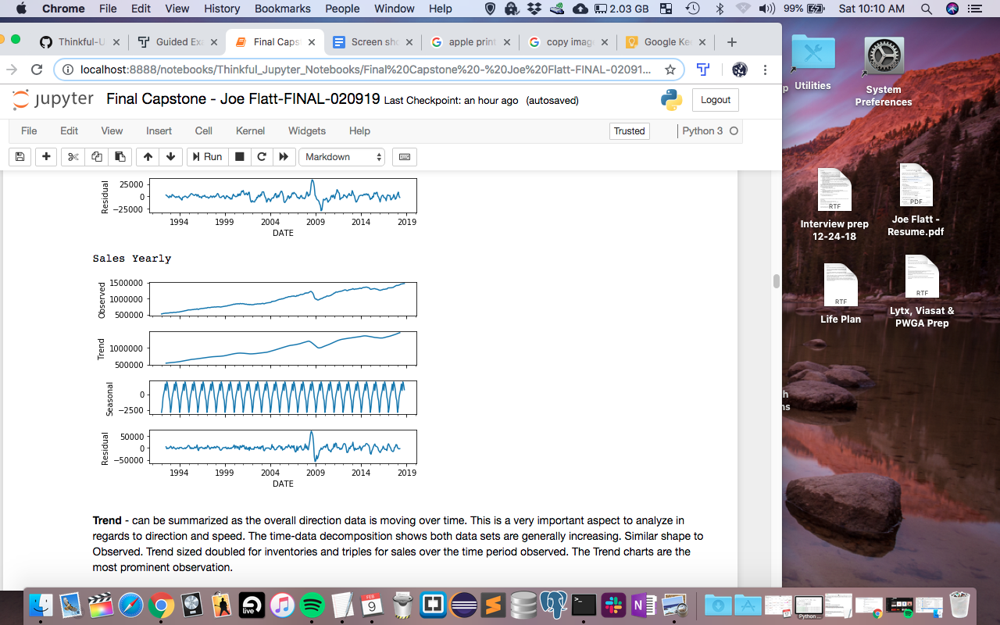 Chrome File Edit View History Bookmarks People Window Help 2.03 GB 99% Sat 10:10 AM
Thinkful-U Guided Exa Final Caps Screen sho apple print copy image Google Kee
localhost:8888/notebooks/Thinkful_Jupyter_Notebooks/Final%20Capstone%20-%20Joe%20Flatt-FINAL-02091...
jupyter Final Capstone - Joe Flatt-FINAL-020919 Last Checkpoint: an hour ago (autosaved) Logout
File Edit View Insert Cell Kernel Widgets Help Trusted Python 3
Run Markdown
Residual
25000
0
−25000
1994 1999 2004 2009 2014 2019
DATE
Sales Yearly
Observed
1500000
1000000
500000
Trend
1000000
500000
Seasonal
0
−2500
Residual
50000
0
−50000
1994 1999 2004 2009 2014 2019
DATE
Trend - can be summarized as the overall direction data is moving over time. This is a very important aspect to analyze in
regards to direction and speed. The time-data decomposition shows both data sets are generally increasing. Similar shape to
Observed. Trend sized doubled for inventories and triples for sales over the time period observed. The Trend charts are the
most prominent observation.
p Utilities
System
Preferences
RTF
Interview prep
12-24-18
PDF
Joe Flatt -
Resume.pdf
RTF
Life Plan
RTF
Lytx, Viasat &
PWGA Prep
h
ns
live
FEB
9
Python ...